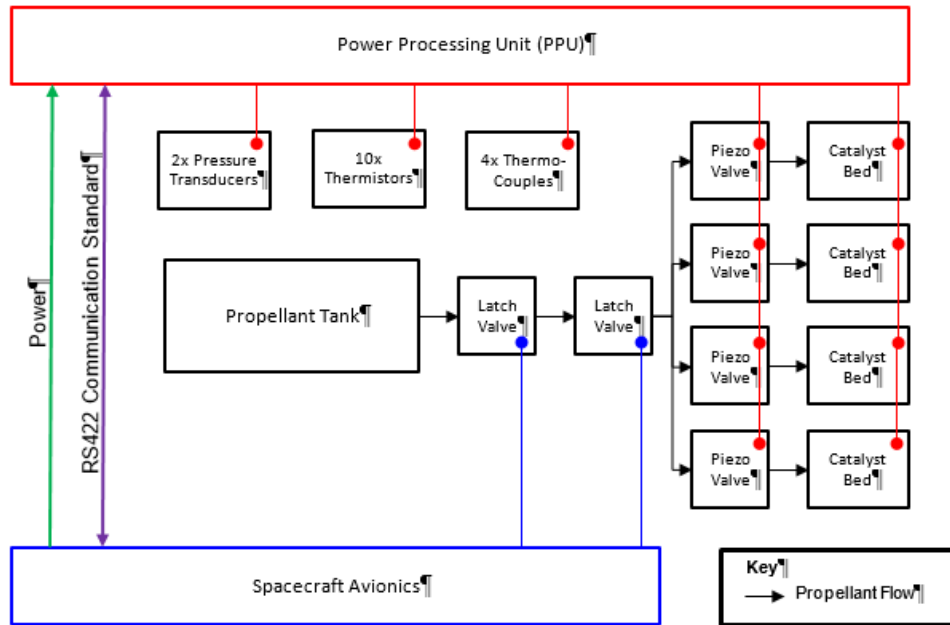 Power Processing Unit (PPU)¶
2x Pressure
Transducers¶
10x
Thermistors¶
4x Thermo-
Couples¶
Piezo
Valve¶
Catalyst
Bed¶
Piezo
Valve¶
Catalyst
Bed¶
Propellant Tank¶
Latch
Valve¶
Latch
Valve¶
Piezo
Valve¶
Catalyst
Bed¶
Piezo
Valve¶
Catalyst
Bed¶
Power¶
RS422 Communication Standard¶
Spacecraft Avionics¶
Key¶
Propellant Flow¶